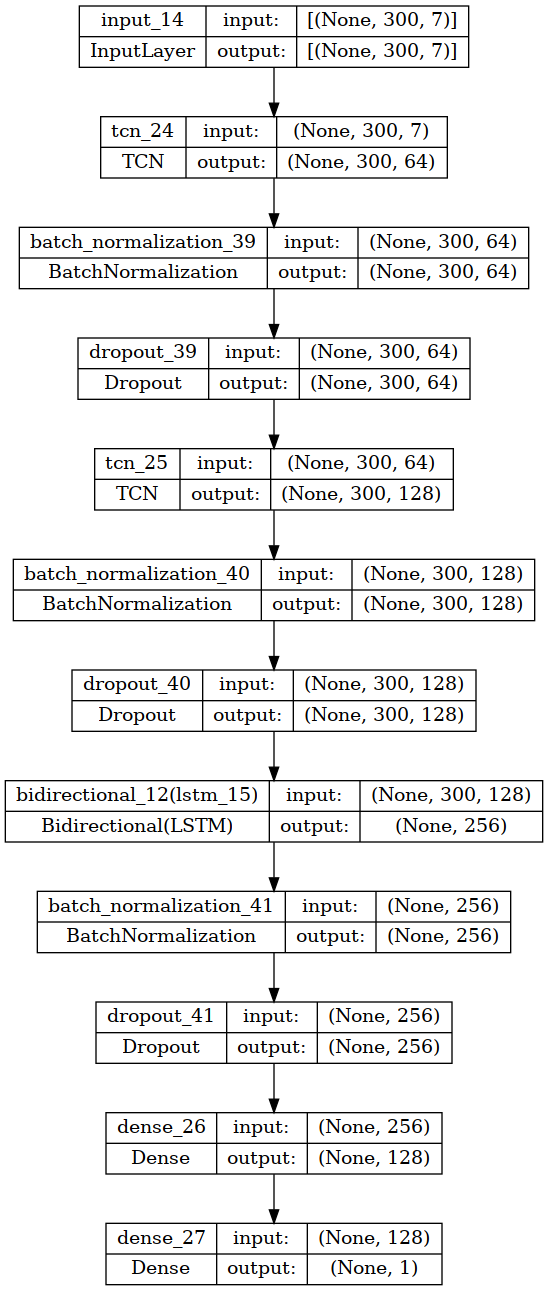 input_14 input: [(None, 300, 7)]
InputLayer output: [(None, 300, 7)]
tcn_24 input: (None, 300, 7)
TCN output: (None, 300, 64)
batch_normalization_39 input: (None, 300, 64)
BatchNormalization output: (None, 300, 64)
dropout_39 input: (None, 300, 64)
Dropout output: (None, 300, 64)
tcn_25 input: (None, 300, 64)
TCN output: (None, 300, 128)
batch_normalization_40 input: (None, 300, 128)
BatchNormalization output: (None, 300, 128)
dropout_40 input: (None, 300, 128)
Dropout output: (None, 300, 128)
bidirectional_12(lstm_15) input: (None, 300, 128)
Bidirectional(LSTM) output: (None, 256)
batch_normalization_41 input: (None, 256)
BatchNormalization output: (None, 256)
dropout_41 input: (None, 256)
Dropout output: (None, 256)
dense_26 input: (None, 256)
Dense output: (None, 128)
dense_27 input: (None, 128)
Dense output: (None, 1)